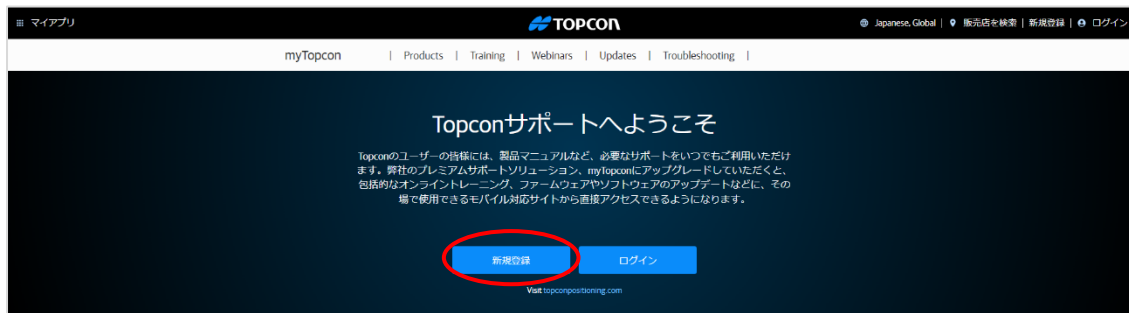 マイアプリ
TOPCON
Japanese, Global | 販売店を検索 | 新規登録 | ログイン
myTopcon | Products | Training | Webinars | Updates | Troubleshooting |
Topconサポートへようこそ
Topconのユーザーの皆様には、製品マニュアルなど、必要なサポートをいつでもご利用いただけ
ます。弊社のプレミアムサポートソリューション、myTopconにアップグレードしていただくと、
包括的なオンライントレーニング、ファームウェアやソフトウェアのアップデートなどに、その
場で使用できるモバイル対応サイトから直接アクセスできるようになります。
新規登録
ログイン
Visit topconpositioning.com